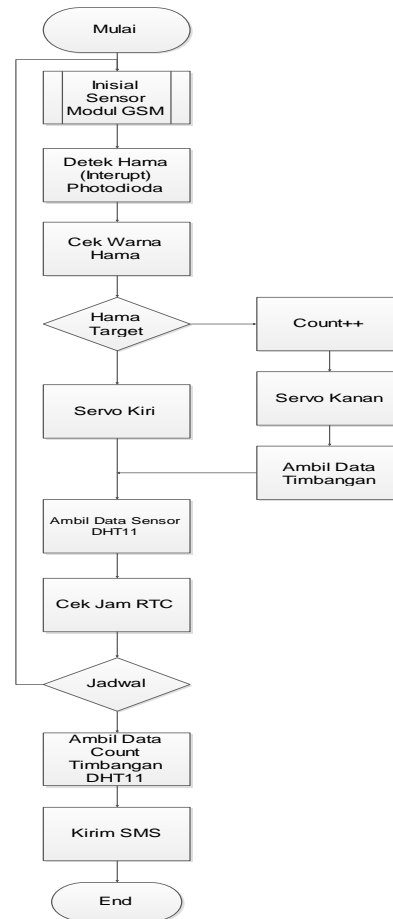 Mulai
Inisial
Sensor
Modul GSM
Detek Hama
(Interupt)
Photodioda
Cek Warna
Hama
Hama
Target
Count++
Servo Kiri
Servo Kanan
Ambil Data
Timbangan
Ambil Data Sensor
DHT11
Cek Jam RTC
Jadwal
Ambil Data
Count
Timbangan
DHT11
Kirim SMS
End